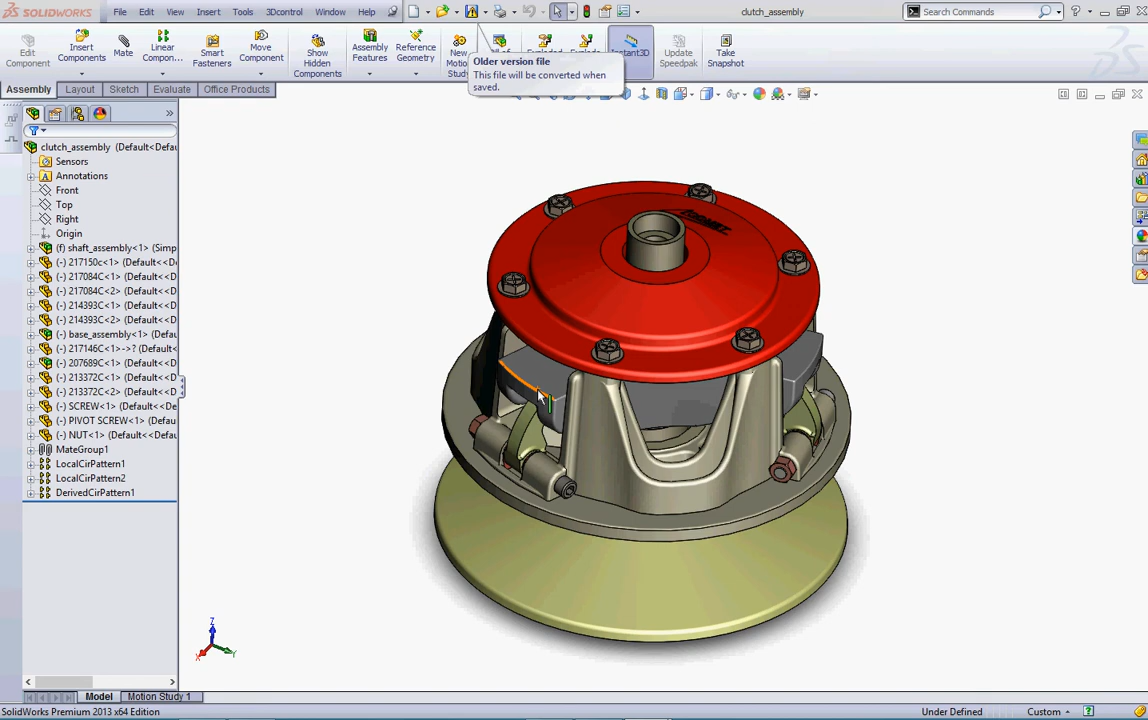 SOLIDWORKS
File Edit View Insert Tools 3Dcontrol Window Help
clutch_assembly
Search Commands
Edit Component
Insert Components
Mate
Linear Compon...
Smart Fasteners
Move Component
Show Hidden Components
Assembly Features
Reference Geometry
New Motion Study
Instant3D
Update Speedpak
Take Snapshot
Older version file
This file will be converted when
saved.
Assembly Layout Sketch Evaluate Office Products
clutch_assembly (Default<Defau
Sensors
Annotations
Front
Top
Right
Origin
(f) shaft_assembly<1> (Simp
(-) 217150C<1> (Default<<D
(-) 217084C<1> (Default<<D
(-) 217084C<2> (Default<<D
(-) 214393C<1> (Default<<D
(-) 214393C<2> (Default<<D
(-) base_assembly<1> (Defau
(-) 217146C<1>->? (Default<
(-) 207689C<1> (Default<<D
(-) 213372C<1> (Default<<D
(-) 213372C<2> (Default<<D
(-) SCREW<1> (Default<<Def
(-) PIVOT SCREW<1> (Defaul
(-) NUT<1> (Default<<Defau
MateGroup1
LocalCirPattern1
LocalCirPattern2
DerivedCirPattern1
Z
X
Y
Model Motion Study 1
SolidWorks Premium 2013 x64 Edition
Under Defined
Custom